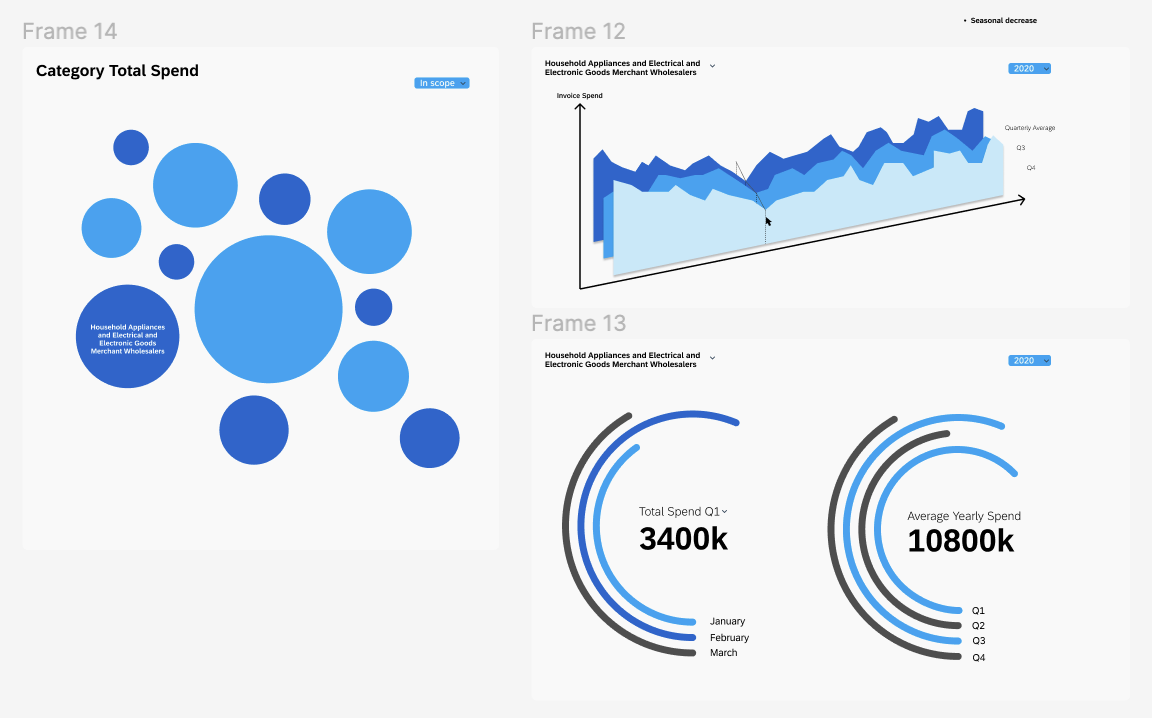 Frame 14
Category Total Spend
In scope
Household Appliances
and Electrical and
Electronic Goods
Merchant Wholesalers
• Seasonal decrease
Frame 12
Household Appliances and Electrical and
Electronic Goods Merchant Wholesalers
2020
Invoice Spend
Quarterly Average
Q3
Q4
Frame 13
Household Appliances and Electrical and
Electronic Goods Merchant Wholesalers
2020
Total Spend Q1
3400k
January
February
March
Average Yearly Spend
10800k
Q1
Q2
Q3
Q4